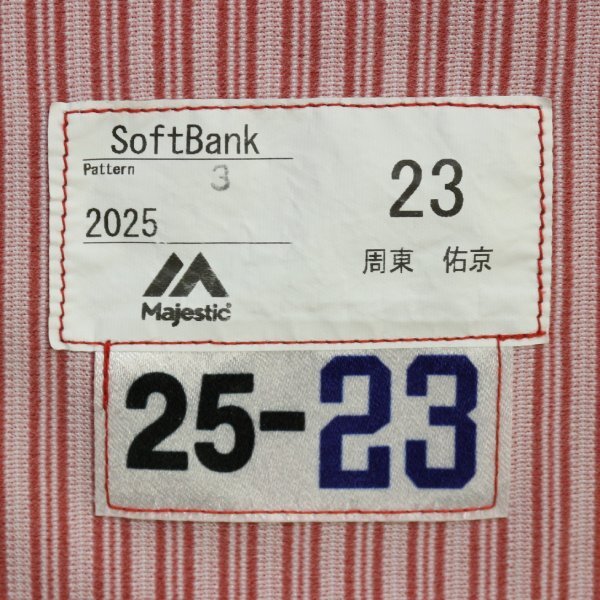 SoftBank
Pattern 3
2025
Majestic®
23
周東 佑京
25-23